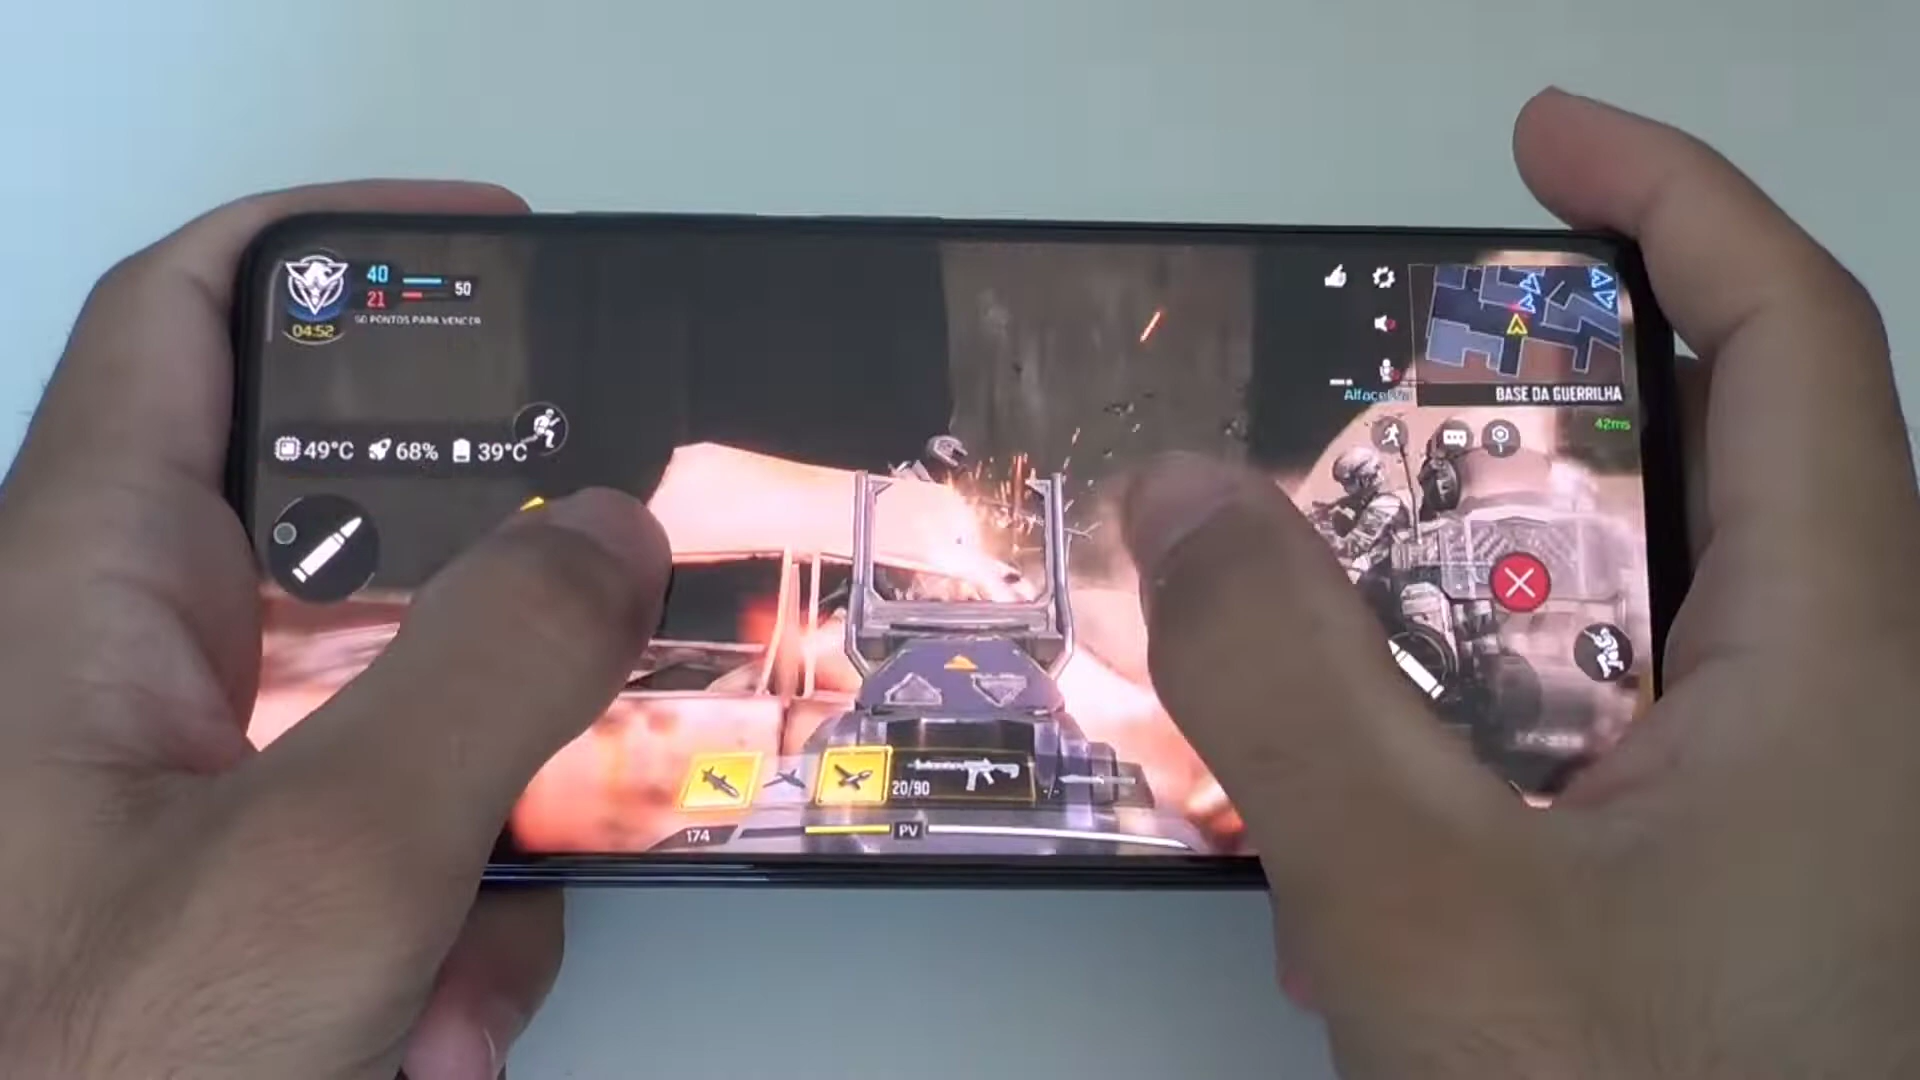 40
21
50
50 PONTOS PARA VENCER
04:52
BASE DA GUERRILHA
42ms
49°C 68% 39°C
20/90
174
PV